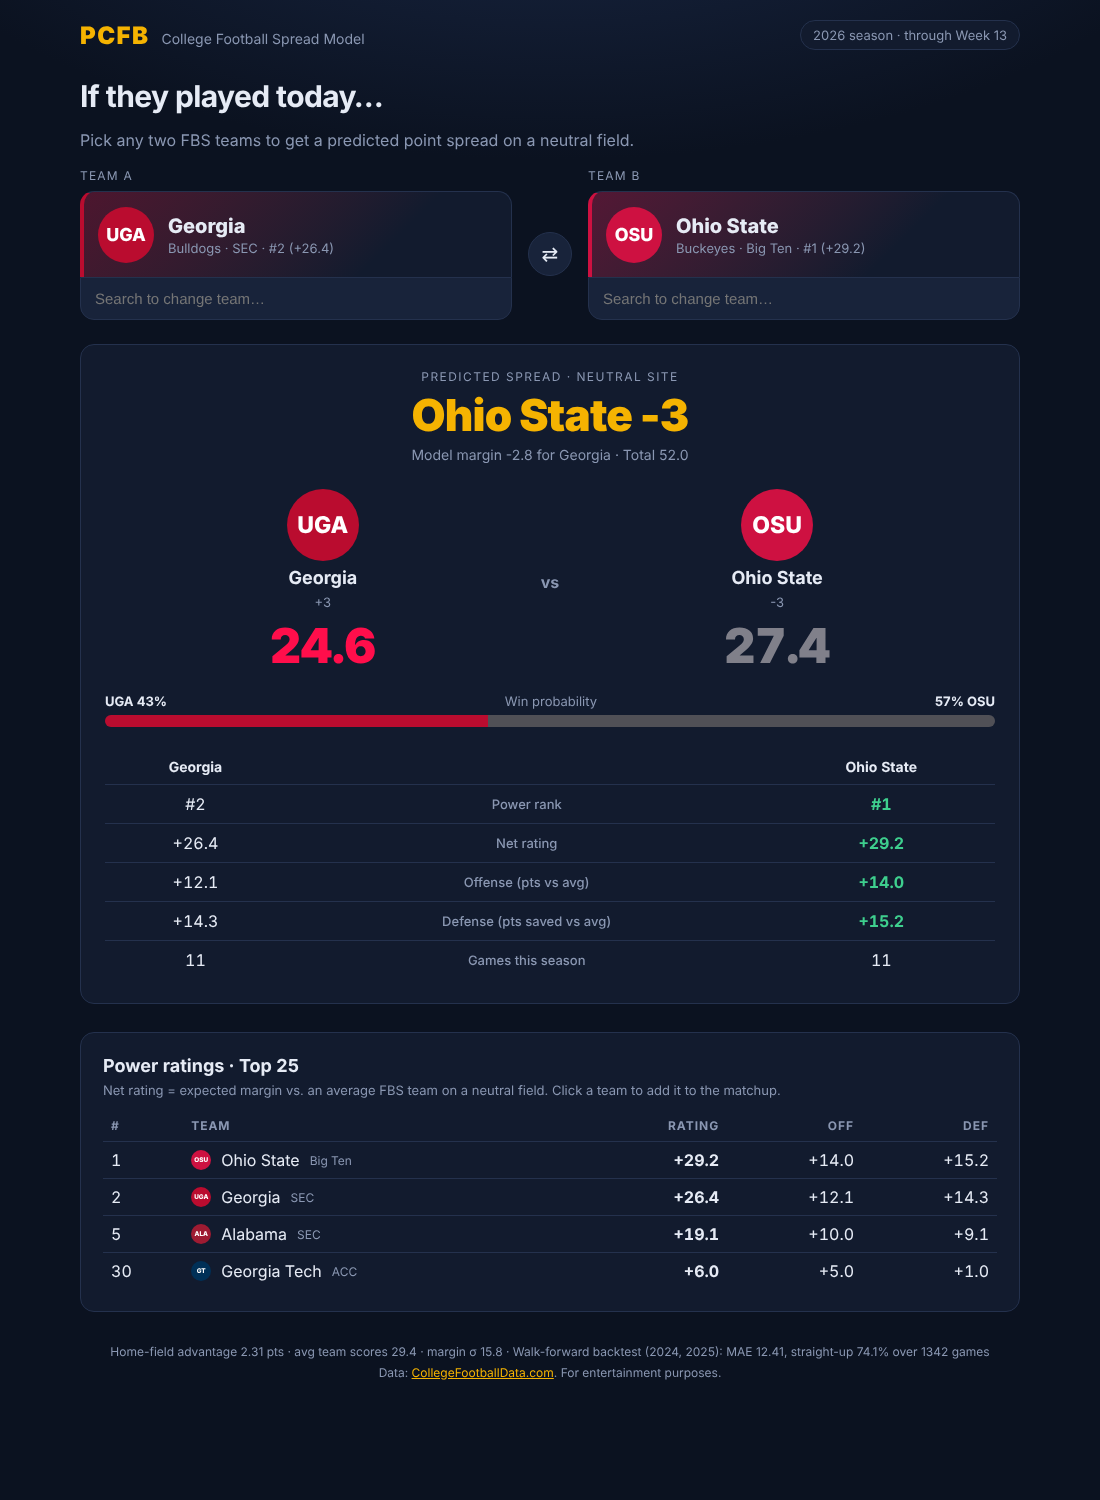 PCFB College Football Spread Model
2026 season · through Week 13
If they played today...
Pick any two FBS teams to get a predicted point spread on a neutral field.
TEAM A
UGA
Georgia
Bulldogs · SEC · #2 (+26.4)
Search to change team...
⇄
TEAM B
OSU
Ohio State
Buckeyes · Big Ten · #1 (+29.2)
Search to change team...
PREDICTED SPREAD · NEUTRAL SITE
Ohio State -3
Model margin -2.8 for Georgia · Total 52.0
UGA
Georgia
+3
24.6
vs
OSU
Ohio State
-3
27.4
UGA 43% Win probability 57% OSU
Georgia Ohio State
#2 Power rank #1
+26.4 Net rating +29.2
+12.1 Offense (pts vs avg) +14.0
+14.3 Defense (pts saved vs avg) +15.2
11 Games this season 11
Power ratings · Top 25
Net rating = expected margin vs. an average FBS team on a neutral field. Click a team to add it to the matchup.
# TEAM RATING OFF DEF
1 OSU Ohio State Big Ten +29.2 +14.0 +15.2
2 UGA Georgia SEC +26.4 +12.1 +14.3
5 ALA Alabama SEC +19.1 +10.0 +9.1
30 GT Georgia Tech ACC +6.0 +5.0 +1.0
Home-field advantage 2.31 pts · avg team scores 29.4 · margin σ 15.8 · Walk-forward backtest (2024, 2025): MAE 12.41, straight-up 74.1% over 1342 games
Data: CollegeFootballData.com. For entertainment purposes.